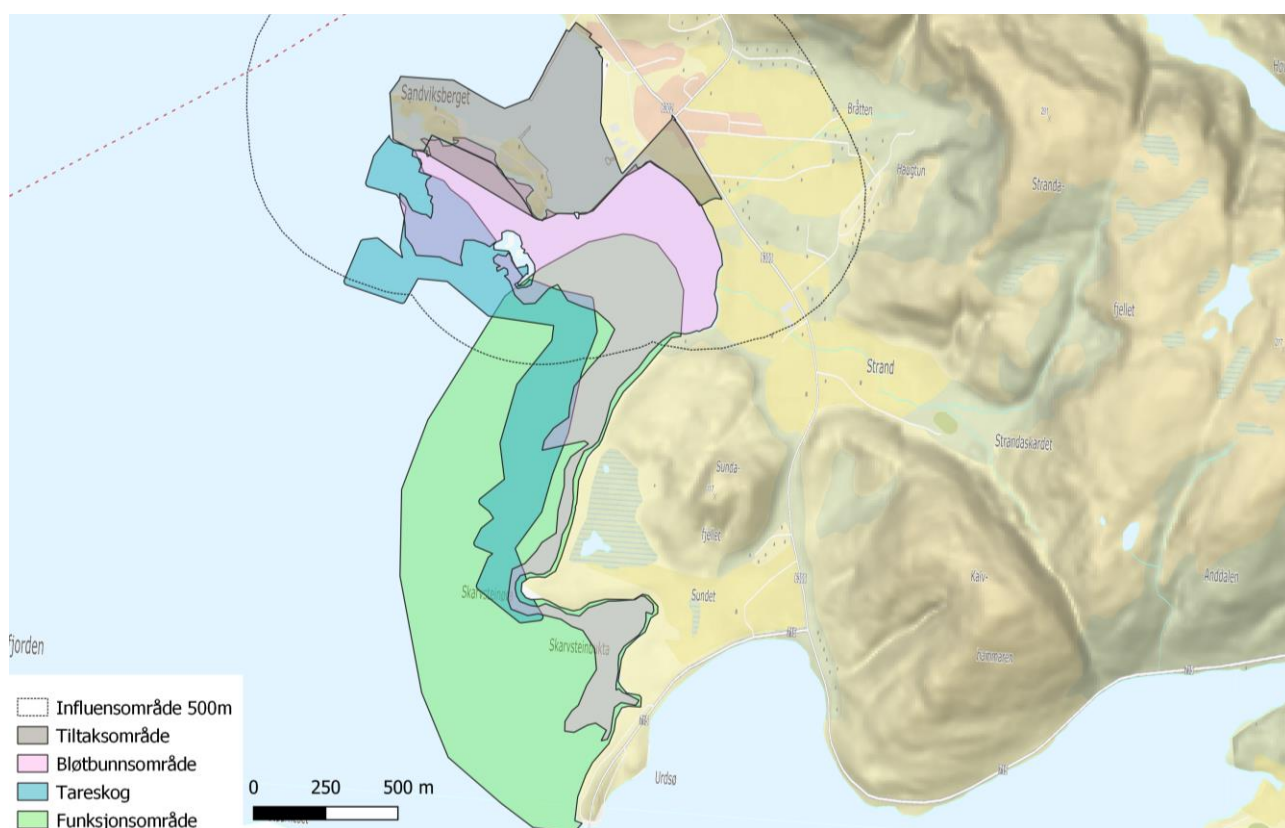 Sandviksberget
Bråtten
Haugtun
Stranda-
fjellet
Strand
Strandaskardet
Sunda-
fjellet
Kalv-
hammaren
Anddalen
Sundet
Skarvsteinbukta
fjorden
Urdsø
Influensområde 500m
Tiltaksområde
Bløtbunnsområde
Tareskog
Funksjonsområde
0 250 500 m